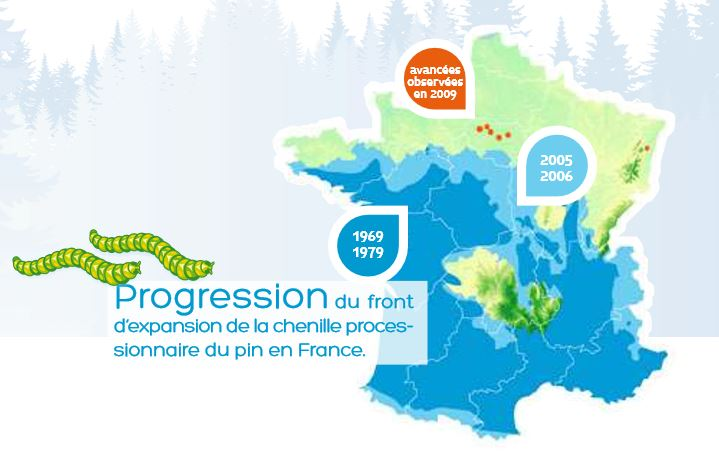 avancées
observées
en 2009
2005
2006
1969
1979
Progression du front
d'expansion de la chenille proces-
sionnaire du pin en France.